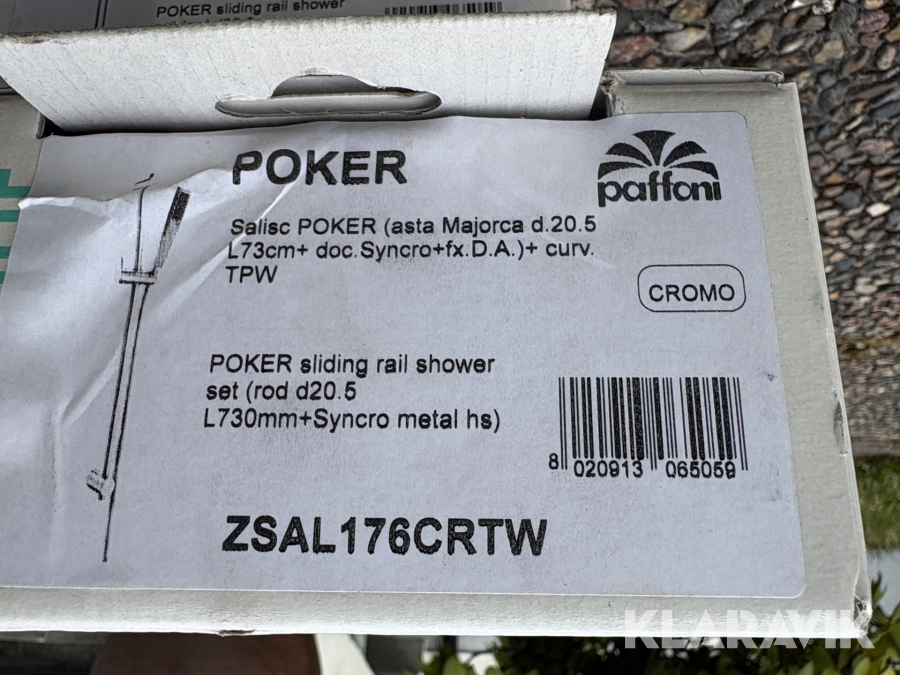 POKER sliding rail shower
POKER
paffoni
Salisc POKER (asta Majorca d.20.5
L73cm+ doc.Syncro+fx.D.A.)+ curv.
TPW
CROMO
POKER sliding rail shower
set (rod d20.5
L730mm+Syncro metal hs)
8 020913 065059
ZSAL176CRTW
KLARAVIK